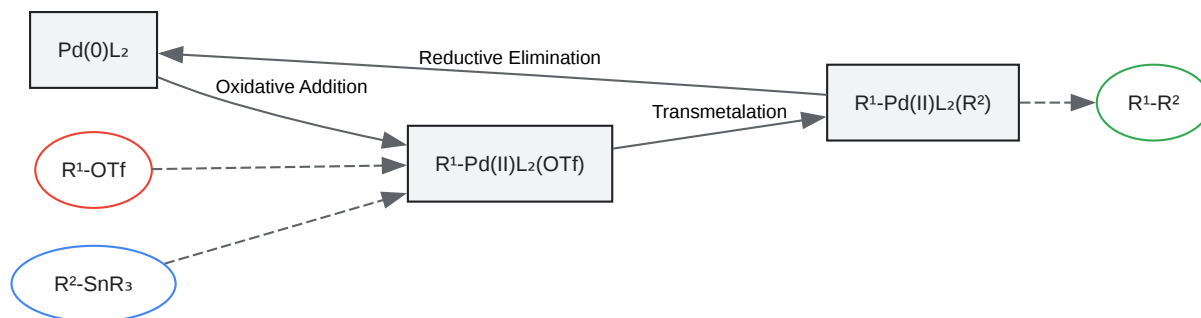 Pd(0)L₂
Reductive Elimination
Oxidative Addition
R¹-Pd(II)L₂(R²)
R¹-R²
Transmetalation
R¹-OTf
R¹-Pd(II)L₂(OTf)
R²-SnR₃